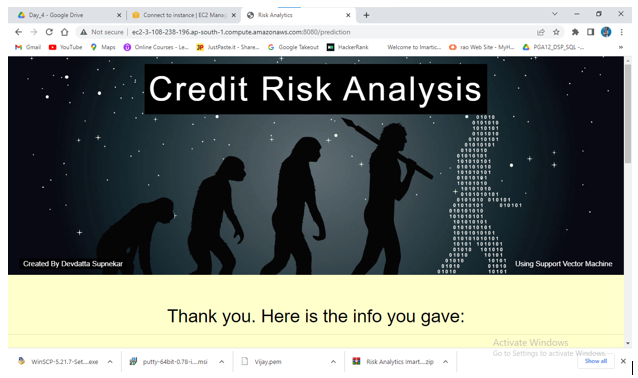 Day_4 - Google Drive
Connect to instance | EC2 Manag
Risk Analytics
Not secure | ec2-3-108-238-196.ap-south-1.compute.amazonaws.com:8080/prediction
Gmail YouTube Maps Online Courses - Le... JustPaste.it - Share... Google Takeout HackerRank Welcome to Imartic... rao Web Site - MyH... PGA12_DSP_SQL -... »
Credit Risk Analysis
Created By Devdatta Supnekar
Using Support Vector Machine
Thank you. Here is the info you gave:
Activate Windows
Go to Settings to activate Windows.
WinSCP-5.21.7-Set....exe
putty-64bit-0.78-i....msi
Vijay.pem
Risk Analytics Imart....zip
Show all